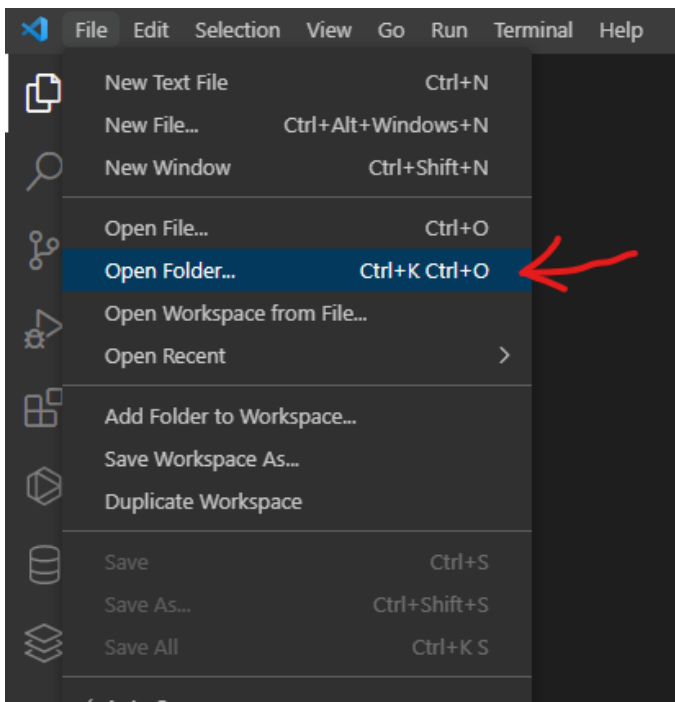 File Edit Selection View Go Run Terminal Help
New Text File Ctrl+N
New File... Ctrl+Alt+Windows+N
New Window Ctrl+Shift+N
Open File... Ctrl+O
Open Folder... Ctrl+K Ctrl+O
Open Workspace from File...
Open Recent
Add Folder to Workspace...
Save Workspace As...
Duplicate Workspace
Save Ctrl+S
Save As... Ctrl+Shift+S
Save All Ctrl+K S